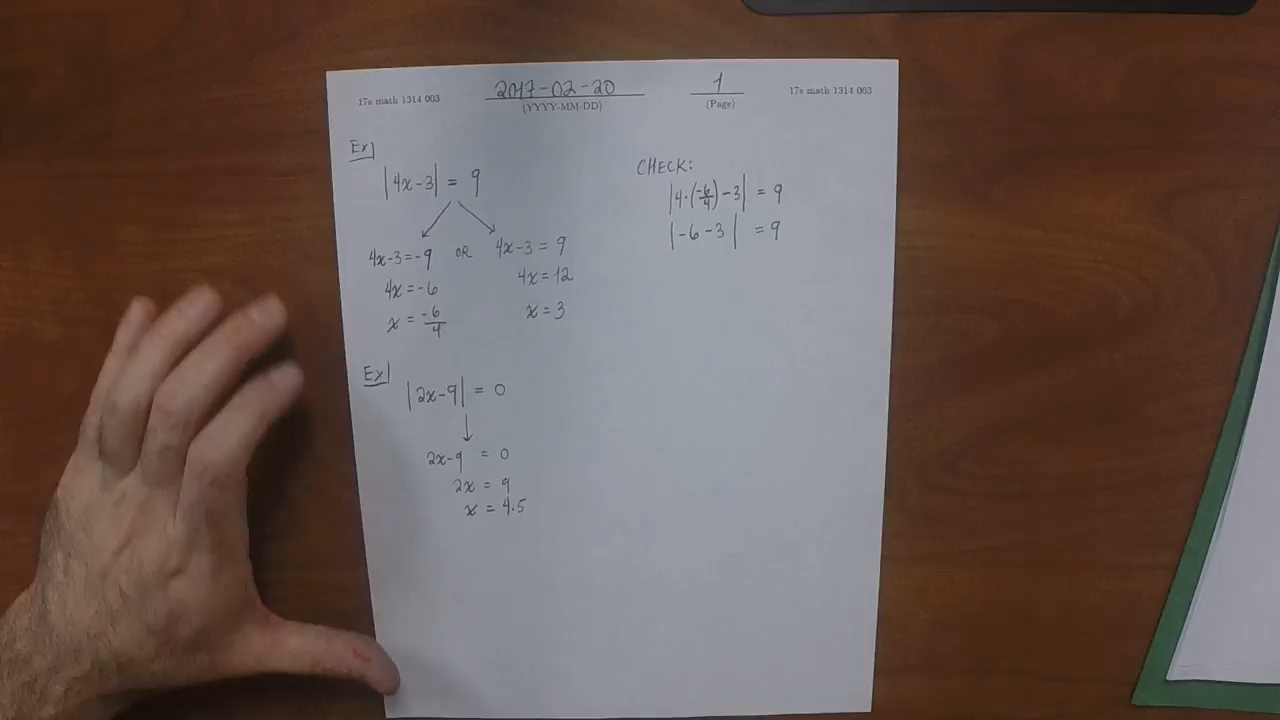 17s math 1314 003 2017-02-20 1 17s math 1314 003
(YYYY-MM-DD) (Page)
Ex
|4x-3| = 9
4x-3=-9 OR 4x-3 = 9
4x=-6 4x=12
x = -6/4 x = 3
Ex
|2x-9| = 0
2x-9 = 0
2x = 9
x = 4.5
CHECK:
|4·(-6/4)-3| = 9
|-6-3| = 9